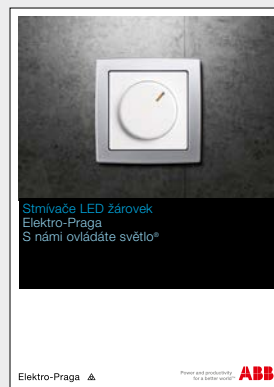 Stmívače LED žárovek
Elektro-Praga
S námi ovládáte světlo®
Elektro-Praga
Power and productivity
for a better world™
ABB